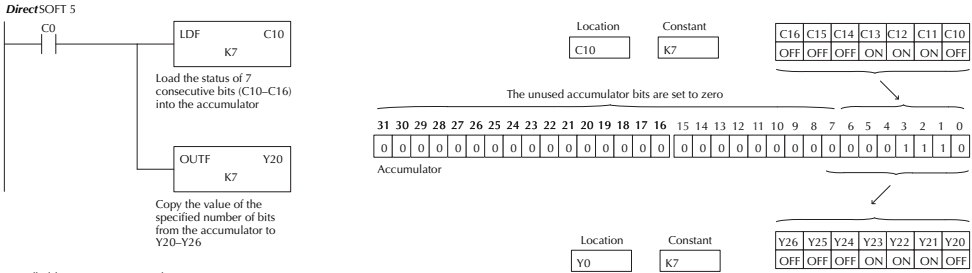 DirectSOFT 5
C0
LDF C10
K7
Load the status of 7
consecutive bits (C10–C16)
into the accumulator
OUTF Y20
K7
Copy the value of the
specified number of bits
from the accumulator to
Y20–Y26
Location Constant
C10 K7
C16 C15 C14 C13 C12 C11 C10
OFF OFF OFF ON ON ON OFF
The unused accumulator bits are set to zero
31 30 29 28 27 26 25 24 23 22 21 20 19 18 17 16 15 14 13 12 11 10 9 8 7 6 5 4 3 2 1 0
0 0 0 0 0 0 0 0 0 0 0 0 0 0 0 0 0 0 0 0 0 0 0 0 0 0 0 0 1 1 1 0
Accumulator
Location Constant
Y0 K7
Y26 Y25 Y24 Y23 Y22 Y21 Y20
OFF OFF OFF ON ON ON OFF